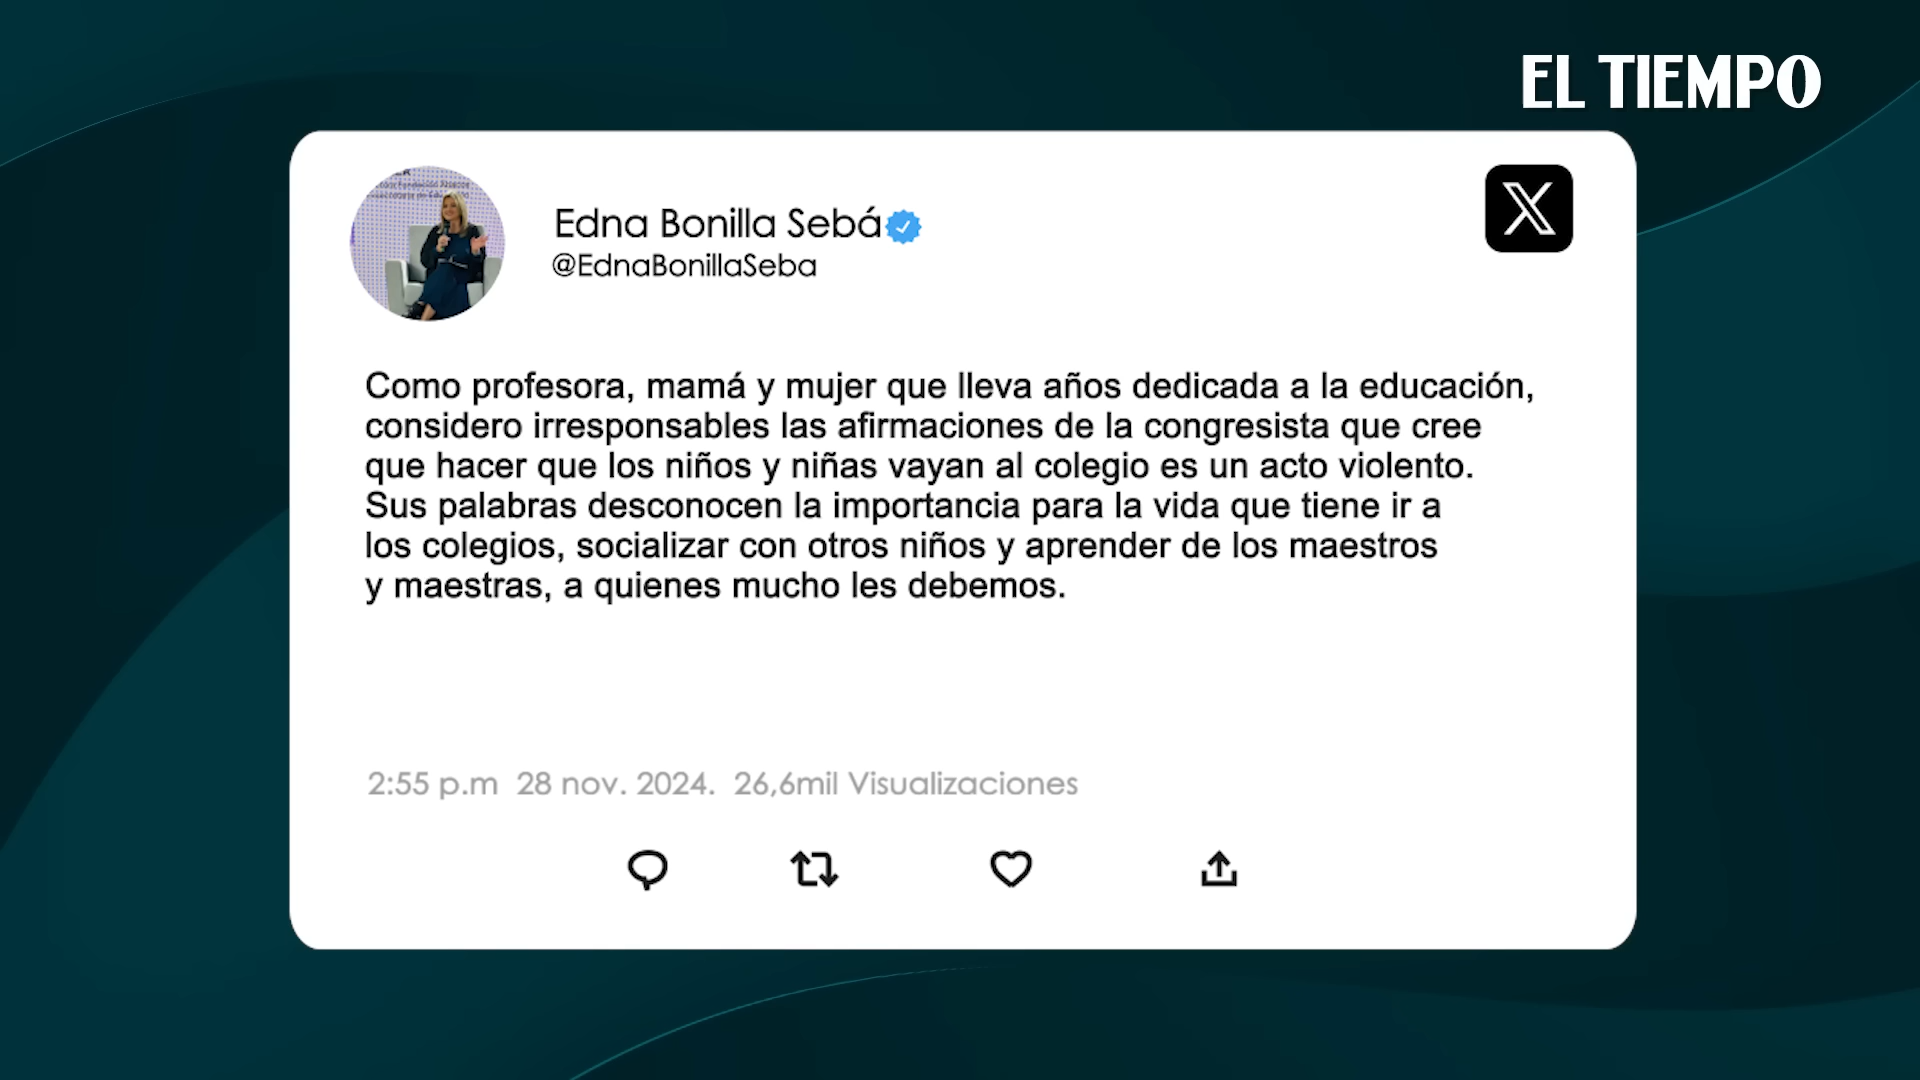 EL TIEMPO
Edna Bonilla Sebá
@EdnaBonillaSeba
Como profesora, mamá y mujer que lleva años dedicada a la educación,
considero irresponsables las afirmaciones de la congresista que cree
que hacer que los niños y niñas vayan al colegio es un acto violento.
Sus palabras desconocen la importancia para la vida que tiene ir a
los colegios, socializar con otros niños y aprender de los maestros
y maestras, a quienes mucho les debemos.
2:55 p.m 28 nov. 2024. 26,6mil Visualizaciones